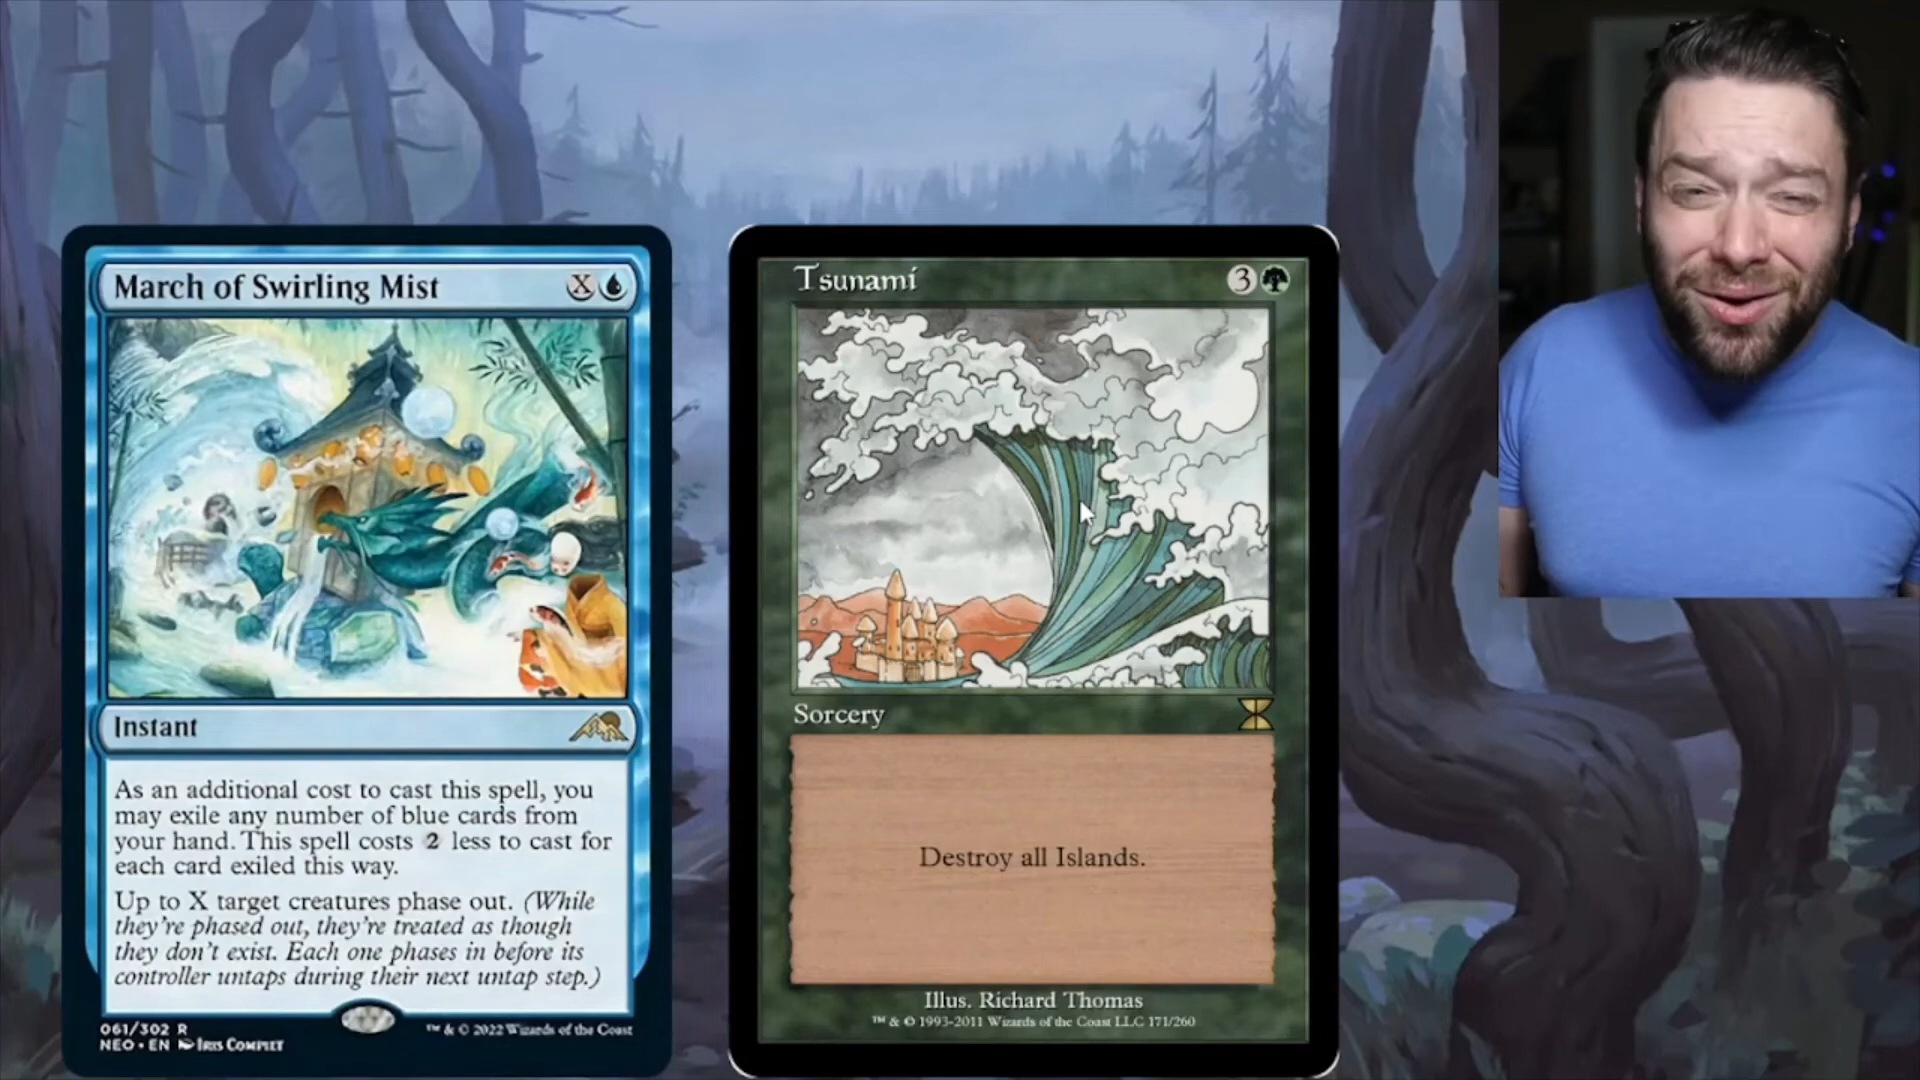 March of Swirling Mist X
Instant
As an additional cost to cast this spell, you
may exile any number of blue cards from
your hand. This spell costs 2 less to cast for
each card exiled this way.
Up to X target creatures phase out. (While
they're phased out, they're treated as though
they don't exist. Each one phases in before its
controller untaps during their next untap step.)
061/302 R
NEO • EN Iris Compiet
™ & © 2022 Wizards of the Coast
Tsunami 3
Sorcery
Destroy all Islands.
Illus. Richard Thomas
™ & © 1993-2011 Wizards of the Coast LLC 171/260